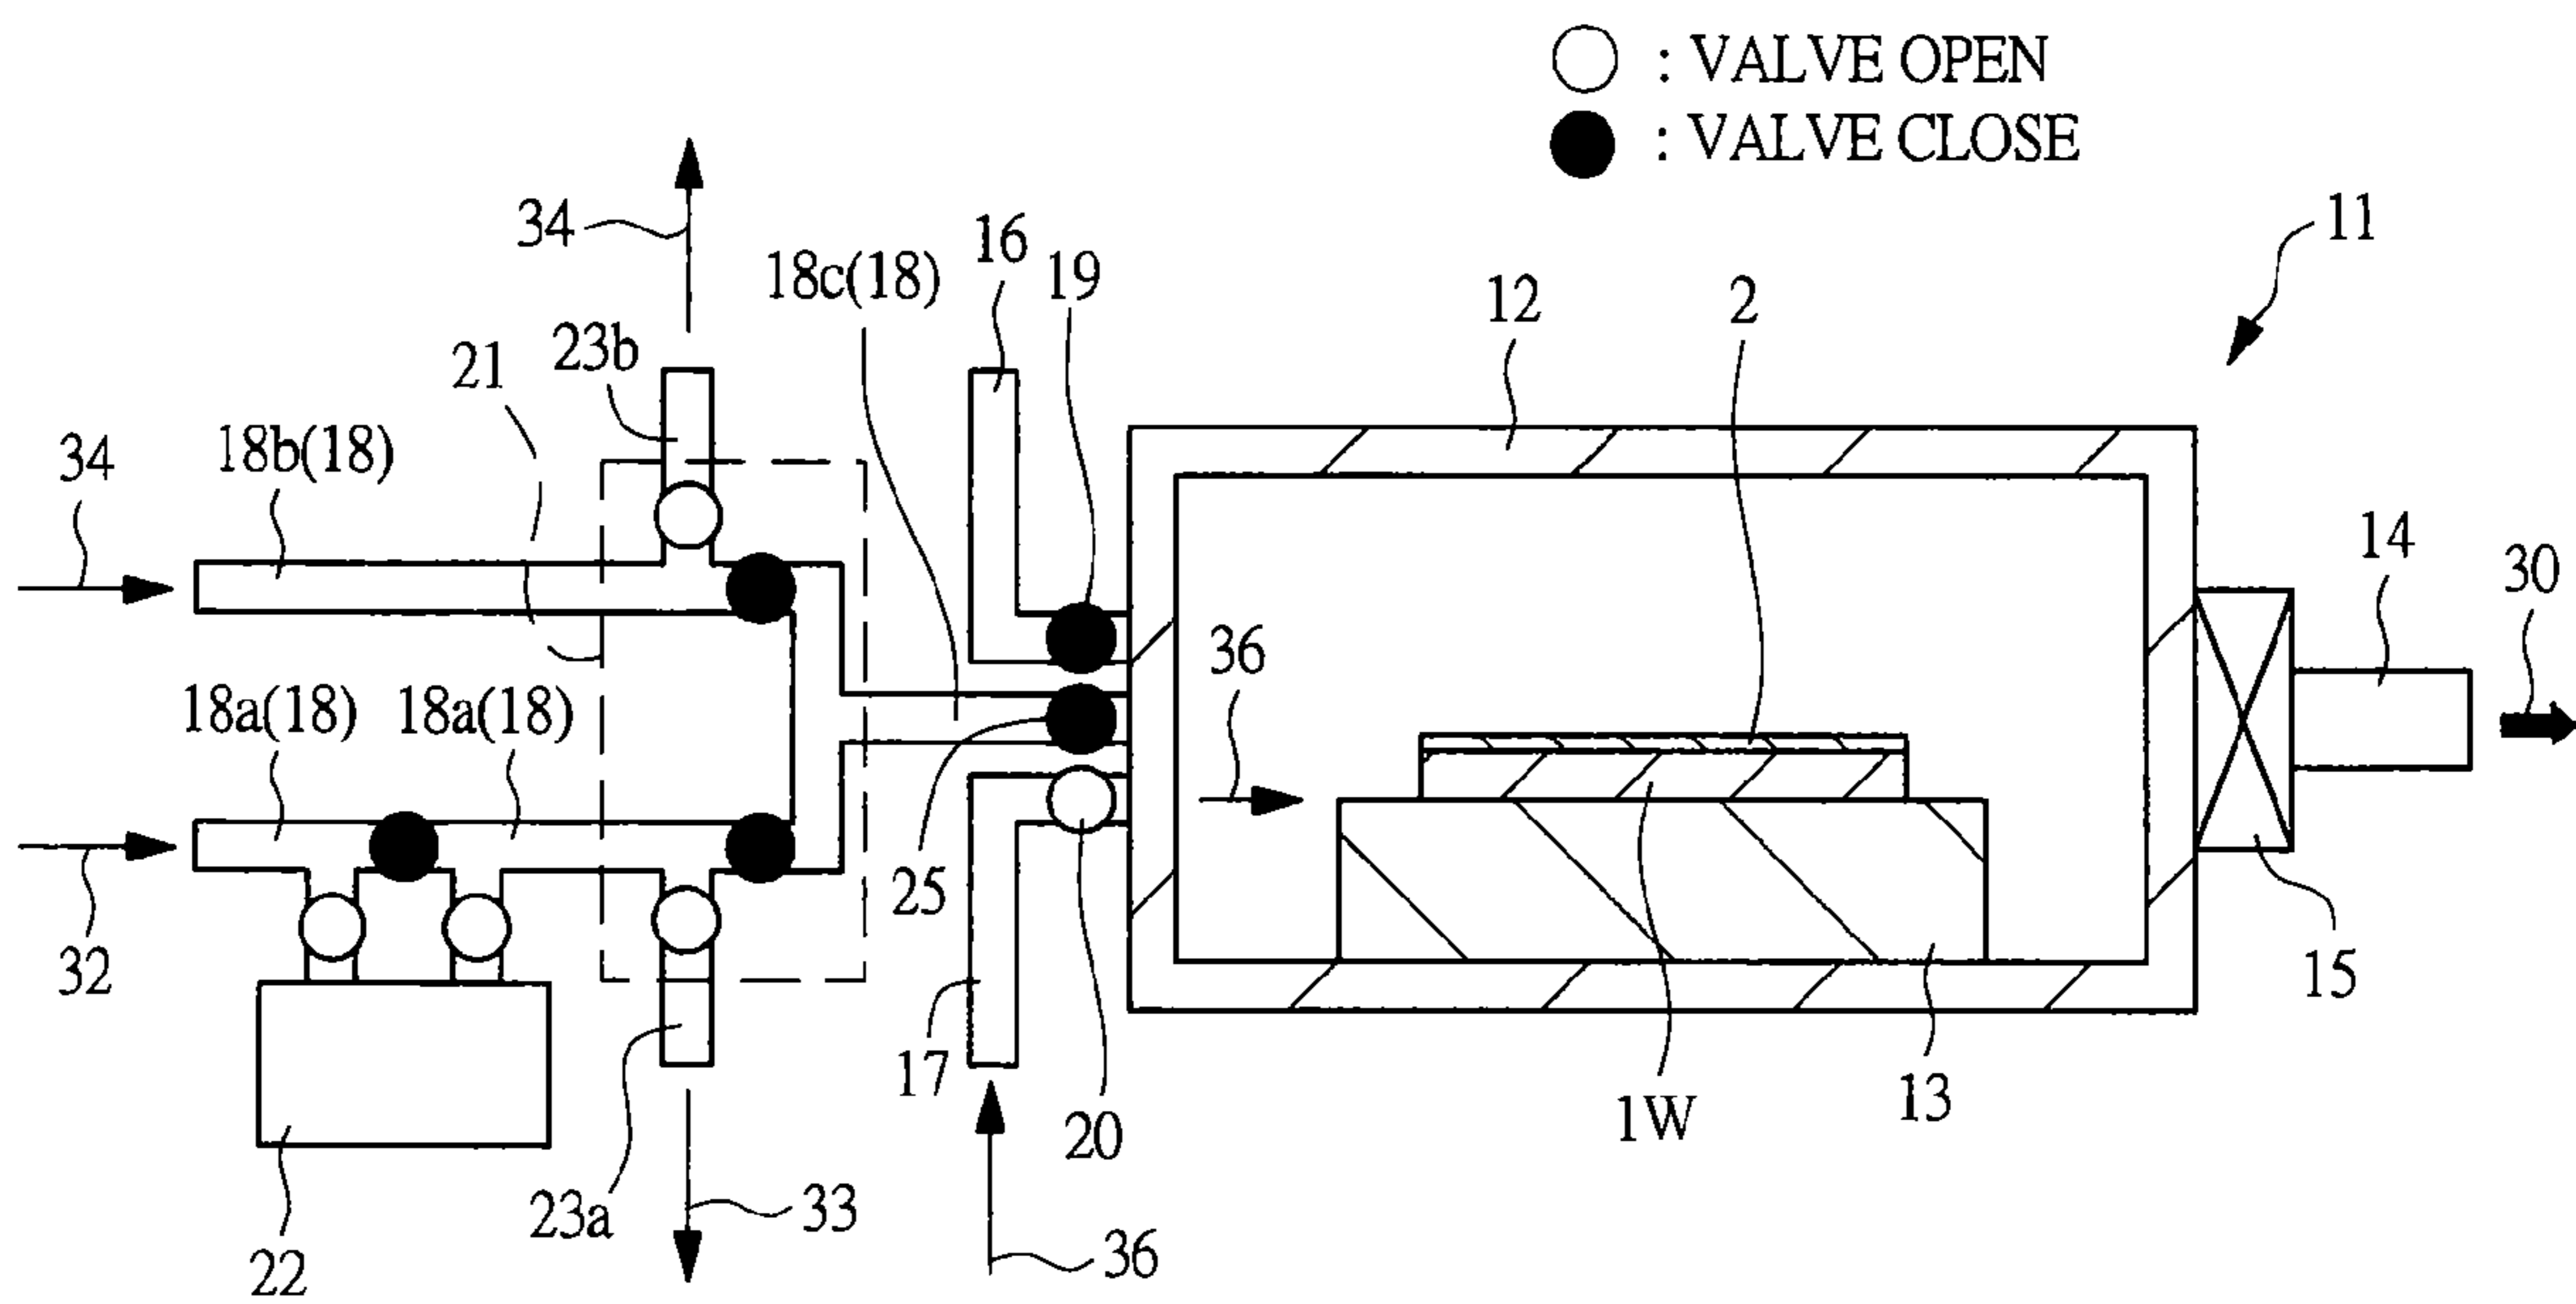 : VALVE OPEN
: VALVE CLOSE
11
34
16
19
18c(18)
12
2
23b
21
34
18b(18)
14
30
36
18a(18)
18a(18)
25
32
15
17
13
20
1W
23a
33
22
36